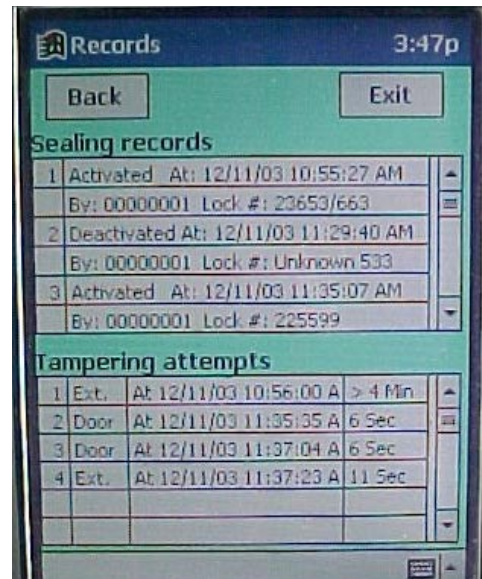 Records 3:47p
Back Exit
Sealing records
1 Activated At: 12/11/03 10:55:27 AM
By: 00000001 Lock #: 23653/663
2 Deactivated At: 12/11/03 11:29:40 AM
By: 00000001 Lock #: Unknown 533
3 Activated At: 12/11/03 11:35:07 AM
By: 00000001 Lock #: 225599
Tampering attempts
1 Ext. At 12/11/03 10:56:00 A > 4 Min
2 Door At 12/11/03 11:35:35 A 6 Sec
3 Door At 12/11/03 11:37:04 A 6 Sec
4 Ext. At 12/11/03 11:37:23 A 11 Sec